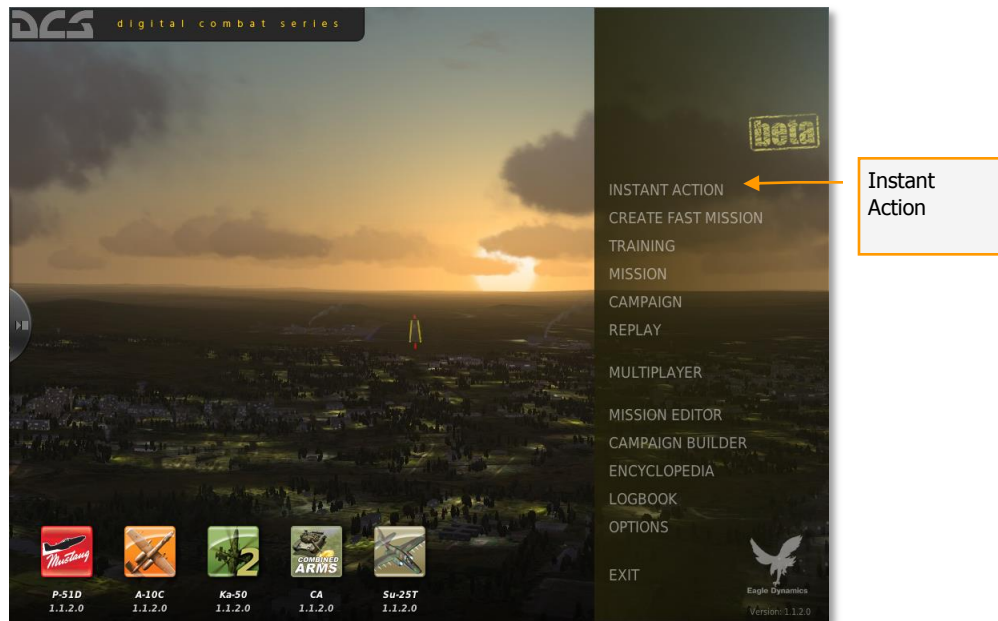 DCS digital combat series
beta
INSTANT ACTION
CREATE FAST MISSION
TRAINING
MISSION
CAMPAIGN
REPLAY
MULTIPLAYER
MISSION EDITOR
CAMPAIGN BUILDER
ENCYCLOPEDIA
LOGBOOK
OPTIONS
EXIT
Instant
Action
Mustang
2
COMBINED
ARMS
P-51D A-10C Ka-50 CA Su-25T
1.1.2.0 1.1.2.0 1.1.2.0 1.1.2.0 1.1.2.0
Eagle Dynamics
Version: 1.1.2.0